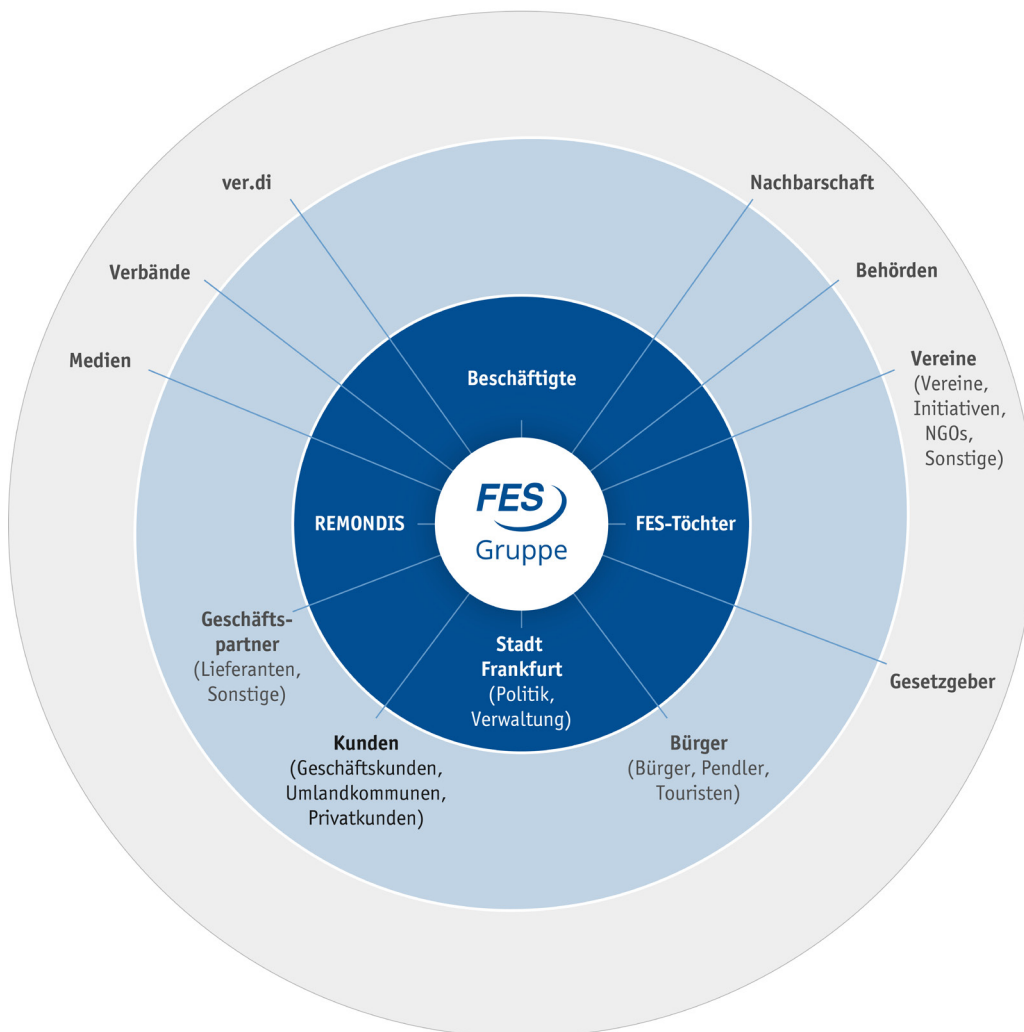 ver.di
Nachbarschaft
Verbände
Behörden
Medien
Vereine
(Vereine,
Initiativen,
NGOs,
Sonstige)
Beschäftigte
REMONDIS
FES
Gruppe
FES-Töchter
Geschäfts-
partner
(Lieferanten,
Sonstige)
Stadt
Frankfurt
(Politik,
Verwaltung)
Gesetzgeber
Kunden
(Geschäftskunden,
Umlandkommunen,
Privatkunden)
Bürger
(Bürger, Pendler,
Touristen)